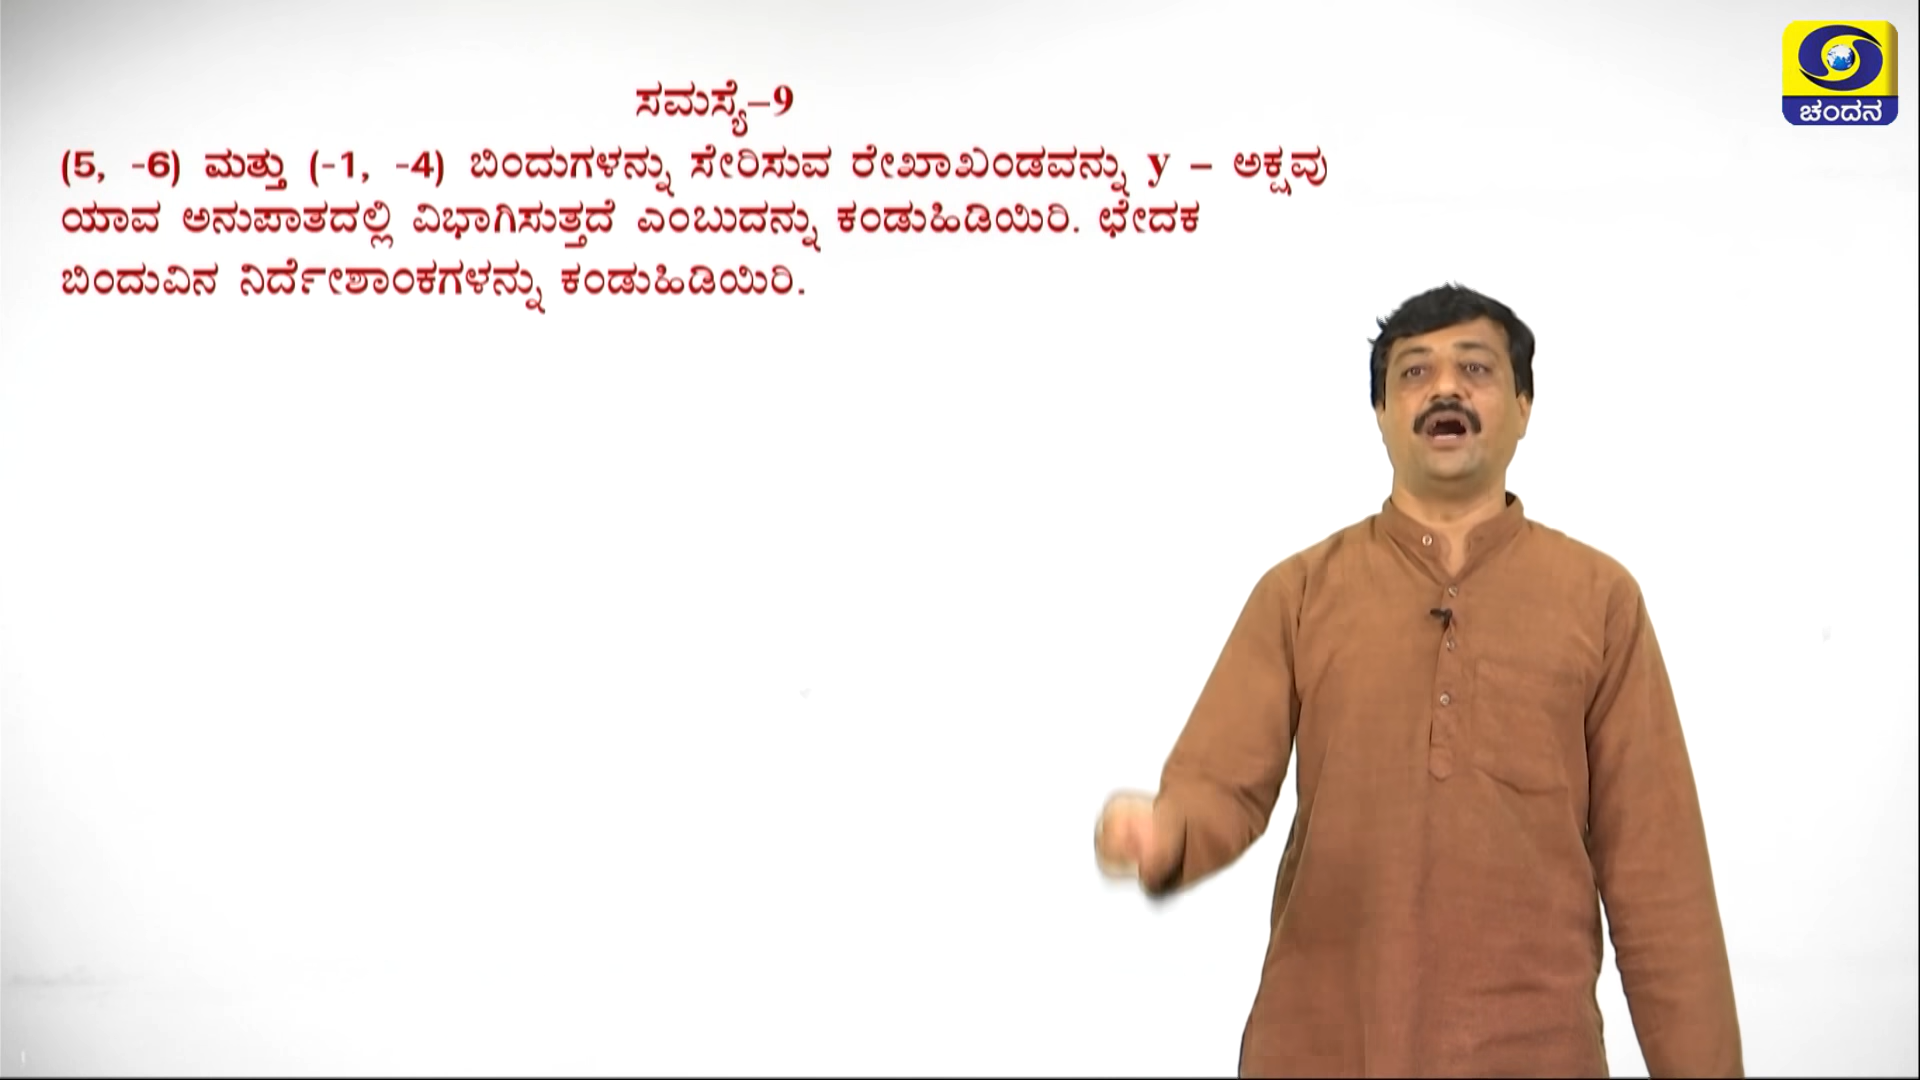 ಚಂದನ
ಸಮಸ್ಯೆ–9
(5, -6) ಮತ್ತು (-1, -4) ಬಿಂದುಗಳನ್ನು ಸೇರಿಸುವ ರೇಖಾಖಂಡವನ್ನು y – ಅಕ್ಷವು
ಯಾವ ಅನುಪಾತದಲ್ಲಿ ವಿಭಾಗಿಸುತ್ತದೆ ಎಂಬುದನ್ನು ಕಂಡುಹಿಡಿಯಿರಿ. ಛೇದಕ
ಬಿಂದುವಿನ ನಿರ್ದೇಶಾಂಕಗಳನ್ನು ಕಂಡುಹಿಡಿಯಿರಿ.